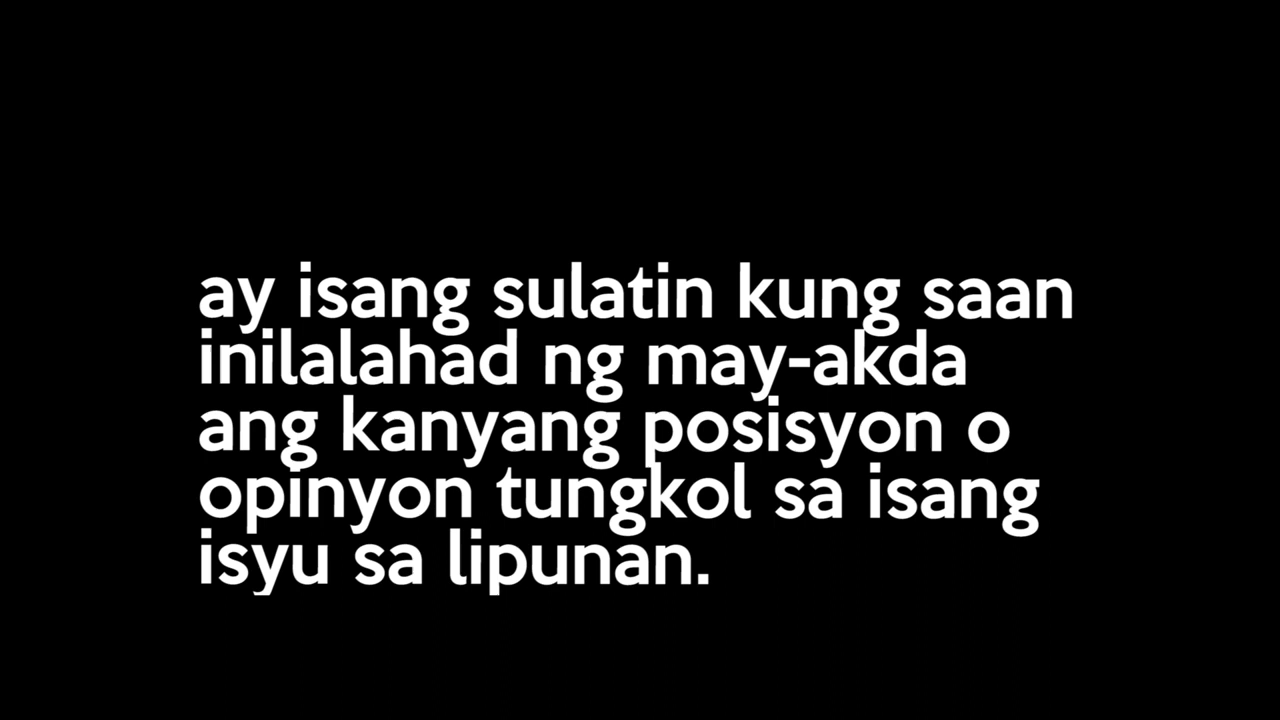 ay isang sulatin kung saan
inilalahad ng may-akda
ang kanyang posisyon o
opinyon tungkol sa isang
isyu sa lipunan.